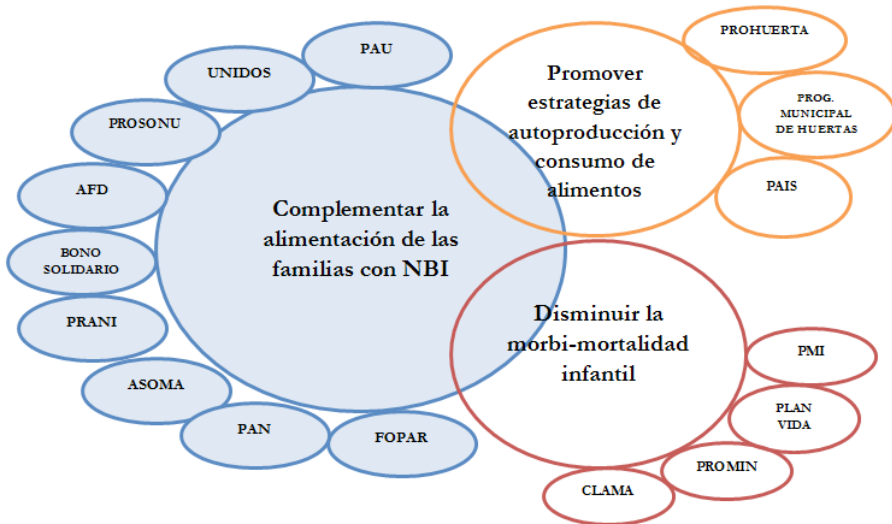 PAU
UNIDOS
PROSONU
AFD
BONO
SOLIDARIO
PRANI
ASOMA
PAN
FOPAR
Complementar la
alimentación de las
familias con NBI
Promover
estrategias de
autoproducción y
consumo de
alimentos
PROHUERTA
PROG.
MUNICIPAL
DE HUERTAS
PAIS
Disminuir la
morbi-mortalidad
infantil
PMI
PLAN
VIDA
PROMIN
CLAMA